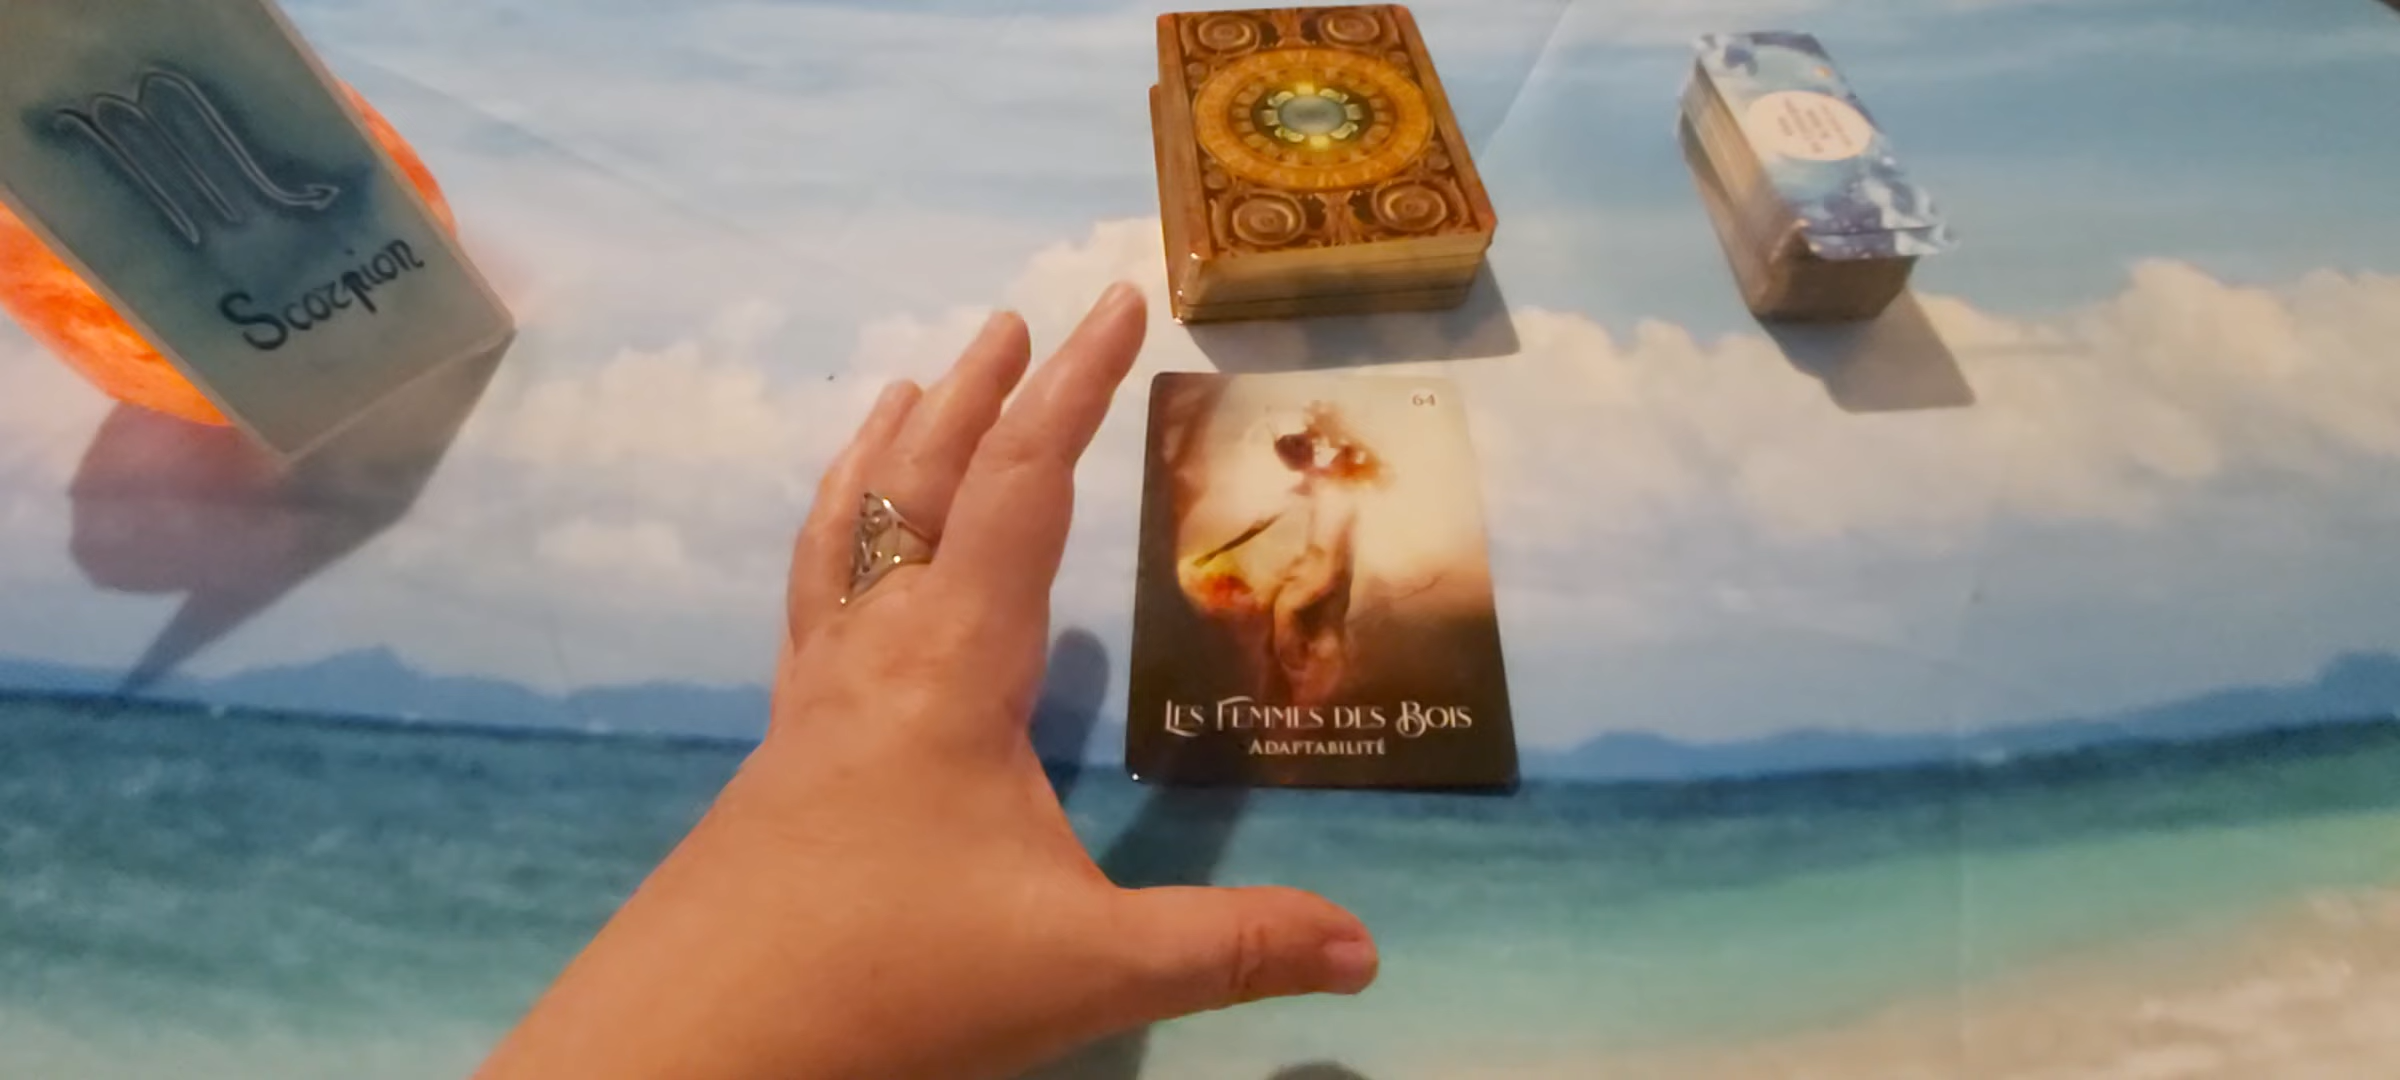 Scorpion
64
Les Femmes des Bois
Adaptabilité